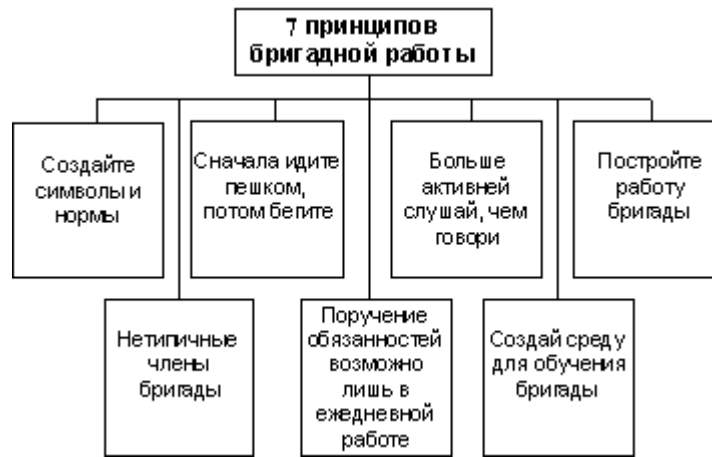 7 принципов
бригадной работы
Создайте
символы и
нормы
Сначала идите
пешком,
потом бегите
Больше
активней
слушай, чем
говори
Постройте
работу
бригады
Нетипичные
члены
бригады
Поручение
обязанностей
возможно
лишь в
ежедневной
работе
Создай среду
для обучения
бригады